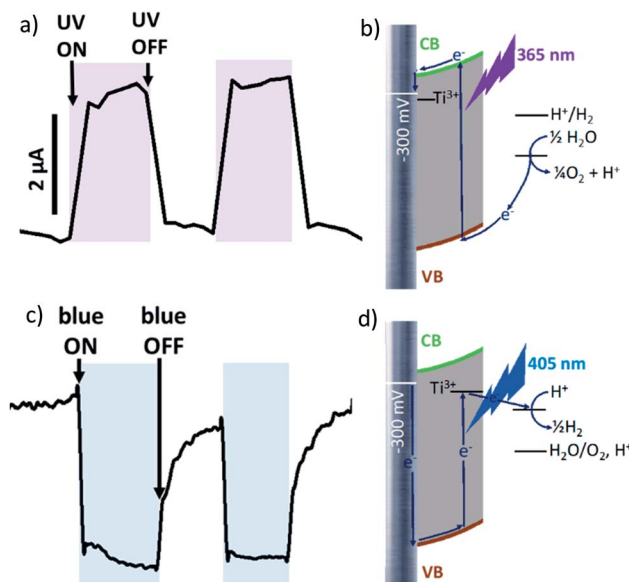 a)
UV
ON
UV
OFF
2 µA
b)
CB
e-
365 nm
Ti3+
-300 mV
H+/H2
½ H2O
¼O2 + H+
e-
VB
c)
blue
ON
blue
OFF
d)
CB
405 nm
Ti3+
e-
H+
-300 mV
½H2
e-
e-
H2O/O2, H+
VB